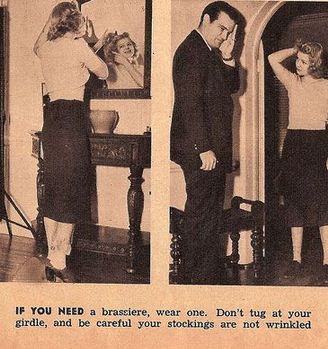 IF YOU NEED a brassiere, wear one. Don't tug at your
girdle, and be careful your stockings are not wrinkled